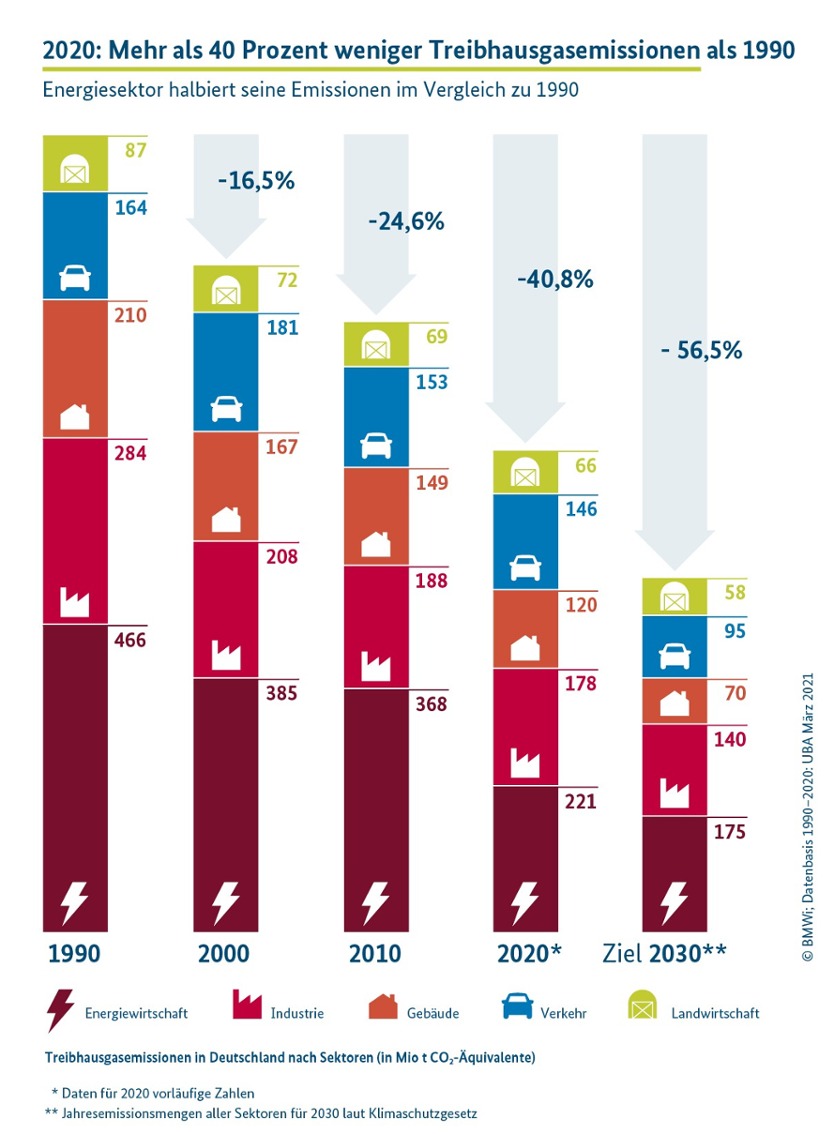 2020: Mehr als 40 Prozent weniger Treibhausgasemissionen als 1990
Energiesektor halbiert seine Emissionen im Vergleich zu 1990
87
164
210
284
466
1990
-16,5%
72
181
167
208
385
2000
-24,6%
69
153
149
188
368
2010
-40,8%
66
146
120
178
221
2020*
- 56,5%
58
95
70
140
175
Ziel 2030**
Energiewirtschaft
Industrie
Gebäude
Verkehr
Landwirtschaft
Treibhausgasemissionen in Deutschland nach Sektoren (in Mio t CO₂-Äquivalente)
* Daten für 2020 vorläufige Zahlen
** Jahresemissionsmengen aller Sektoren für 2030 laut Klimaschutzgesetz
© BMWi; Datenbasis 1990–2020: UBA März 2021